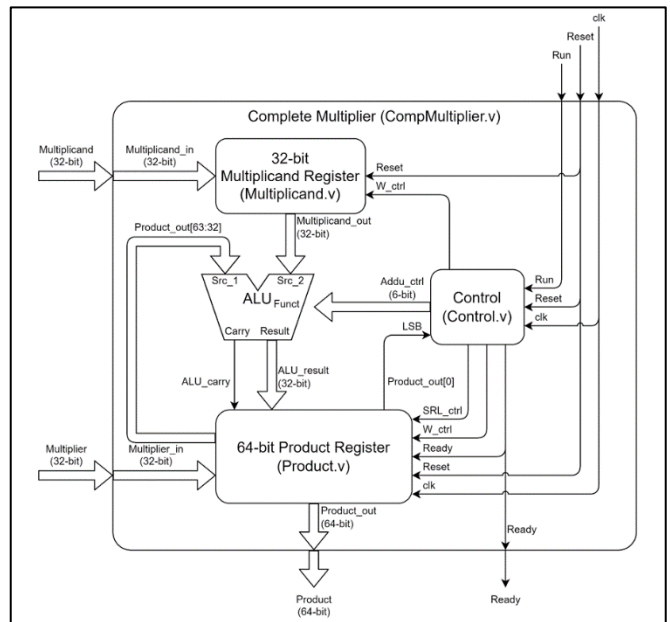 clk
Reset
Run
Complete Multiplier (CompMultiplier.v)
Multiplicand
(32-bit)
Multiplicand_in
(32-bit)
32-bit
Multiplicand Register
(Multiplicand.v)
Reset
W_ctrl
Product_out[63:32]
Multiplicand_out
(32-bit)
Src_1
Src_2
ALU Funct
Carry
Result
Addu_ctrl
(6-bit)
Control
(Control.v)
Run
Reset
clk
LSB
ALU_carry
ALU_result
(32-bit)
Product_out[0]
SRL_ctrl
W_ctrl
Ready
Reset
clk
Multiplier
(32-bit)
Multiplier_in
(32-bit)
64-bit Product Register
(Product.v)
Product_out
(64-bit)
Ready
Product
(64-bit)
Ready